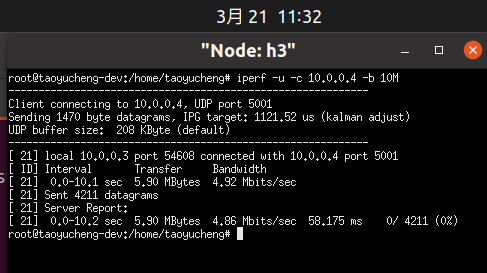 3月 21 11:32
"Node: h3"
root@taoyucheng-dev:/home/taoyucheng# iperf -u -c 10.0.0.4 -b 10M
------------------------------------------------------------
Client connecting to 10.0.0.4, UDP port 5001
Sending 1470 byte datagrams, IPG target: 1121.52 us (kalman adjust)
UDP buffer size:  208 KByte (default)
------------------------------------------------------------
[ 21] local 10.0.0.3 port 54608 connected with 10.0.0.4 port 5001
[ ID] Interval       Transfer     Bandwidth
[ 21]  0.0-10.1 sec  5.90 MBytes  4.92 Mbits/sec
[ 21] Sent 4211 datagrams
[ 21] Server Report:
[ 21]  0.0-10.2 sec  5.90 MBytes  4.86 Mbits/sec  58.175 ms    0/ 4211 (0%)
root@taoyucheng-dev:/home/taoyucheng#